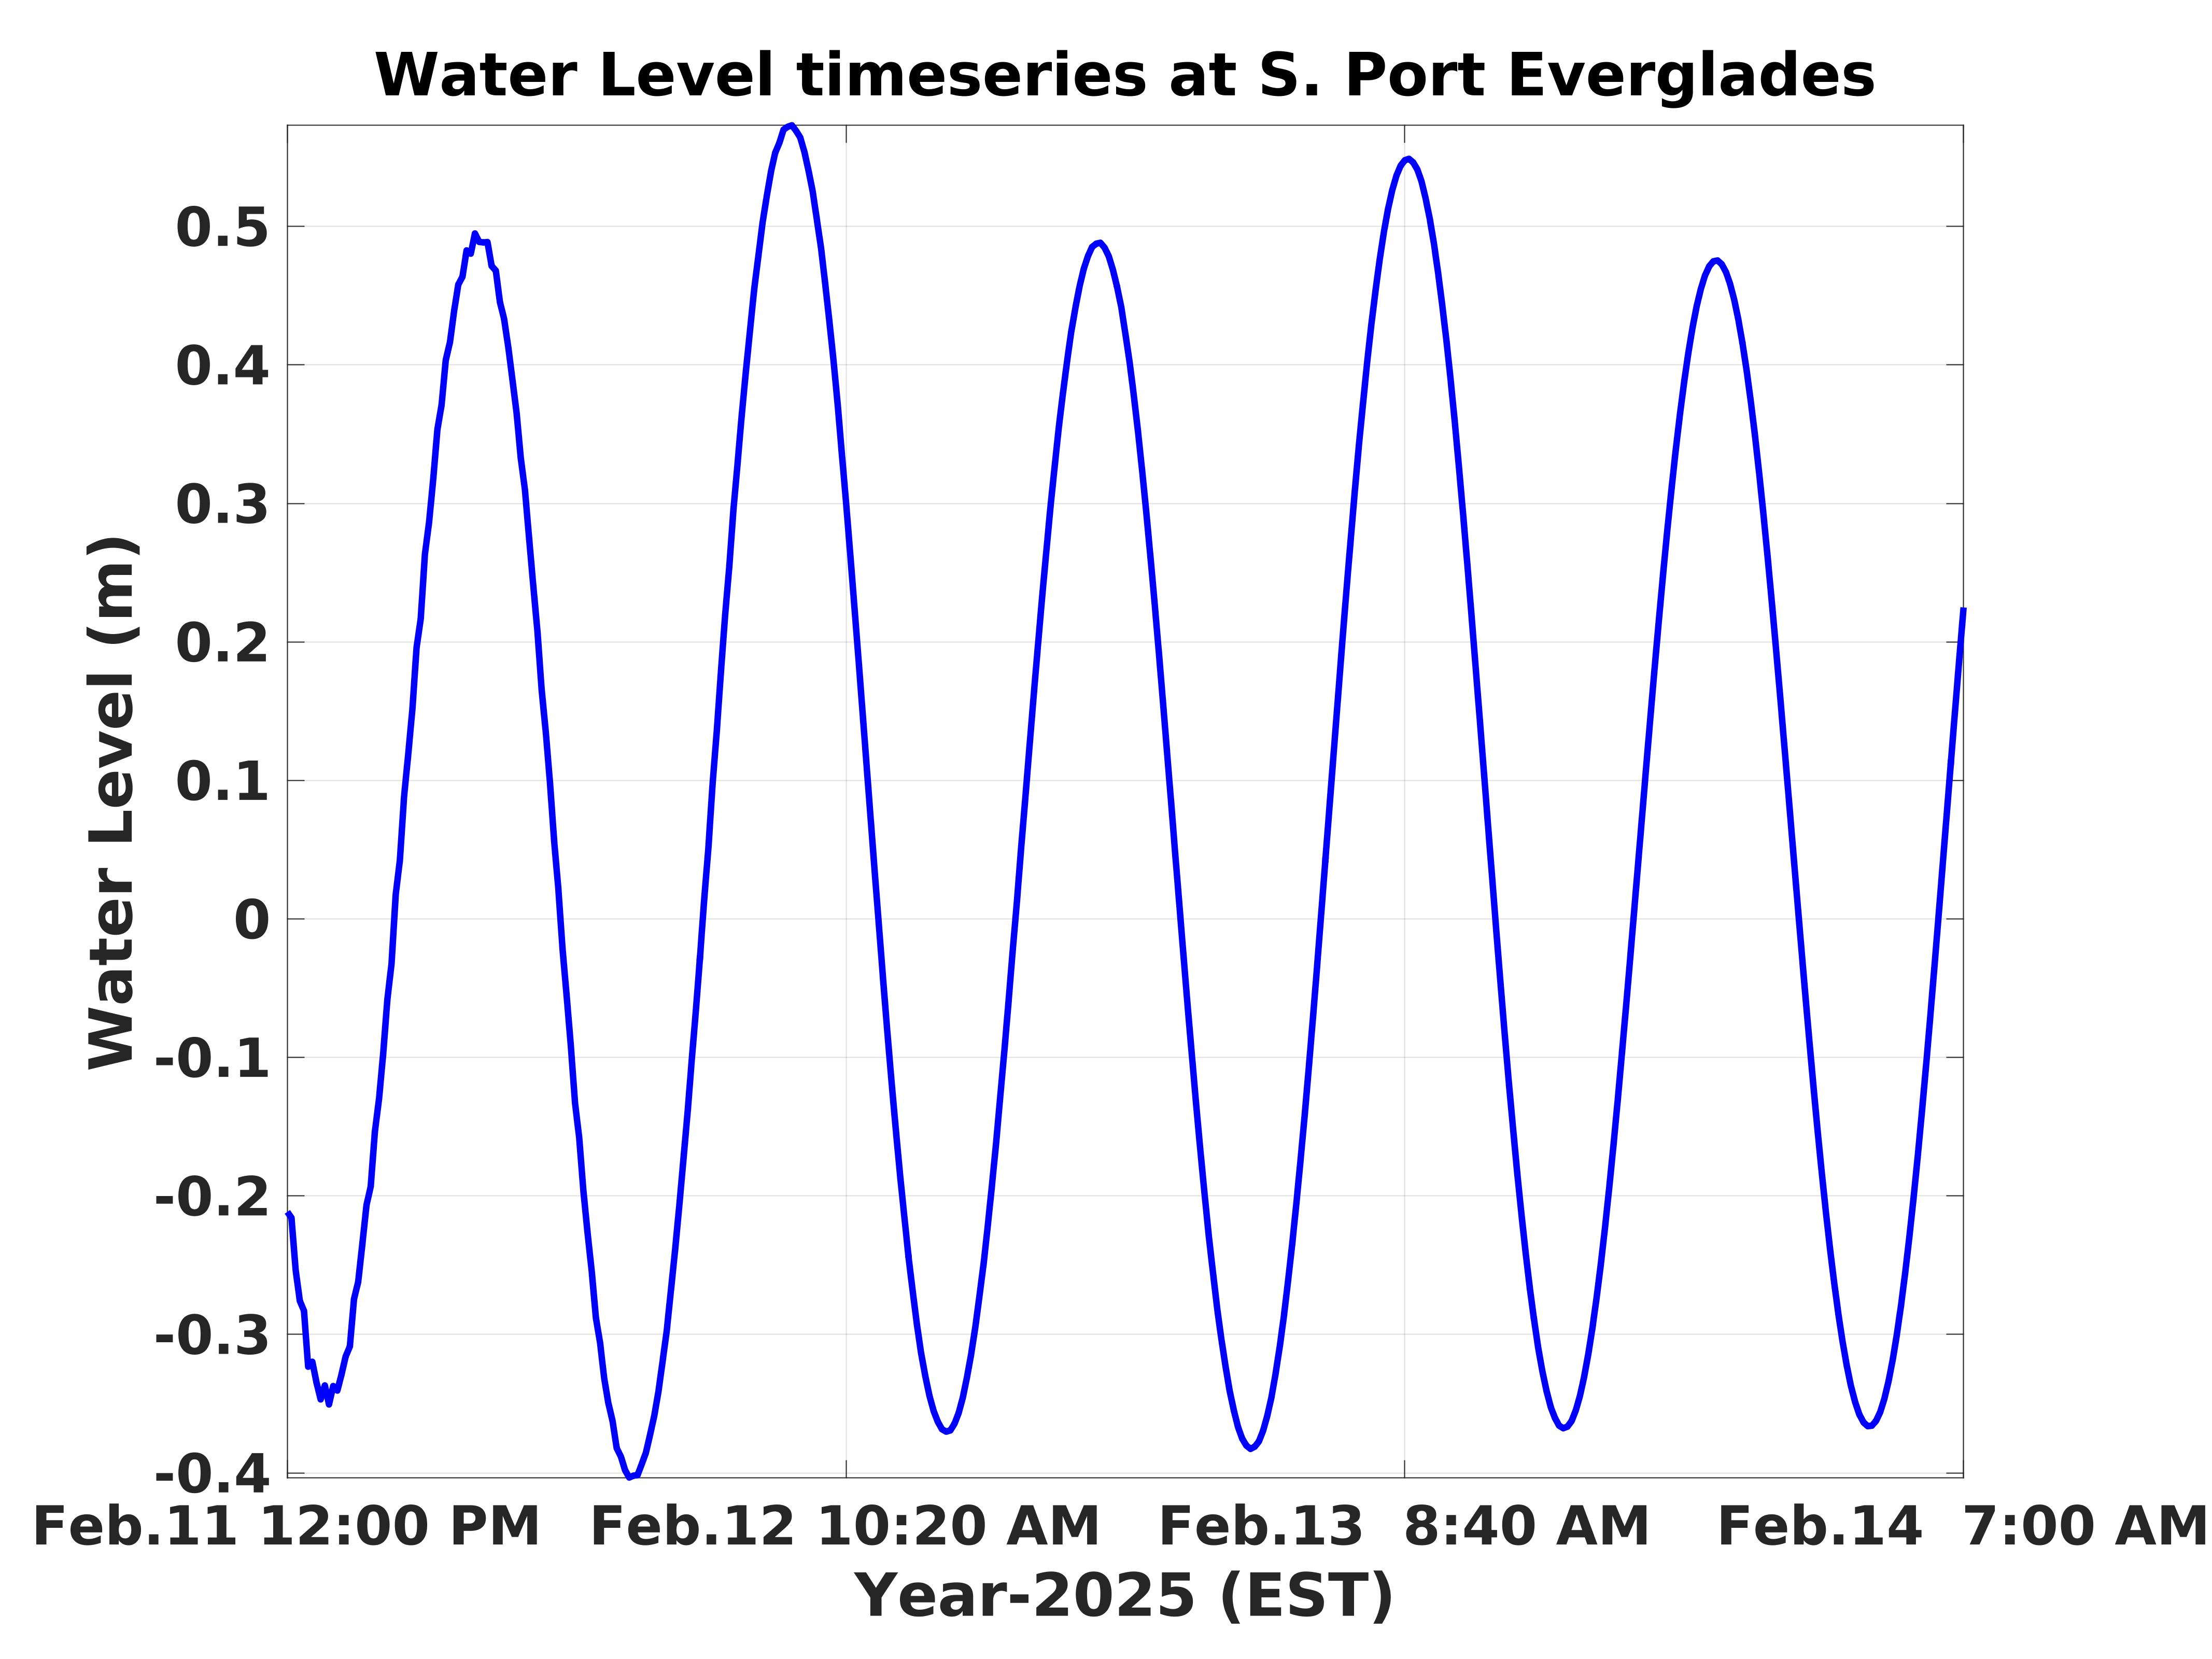 Water Level timeseries at S. Port Everglades
Water Level (m)
0.5
0.4
0.3
0.2
0.1
0
-0.1
-0.2
-0.3
-0.4
Feb.11 12:00 PM Feb.12 10:20 AM Feb.13 8:40 AM Feb.14 7:00 AM
Year-2025 (EST)